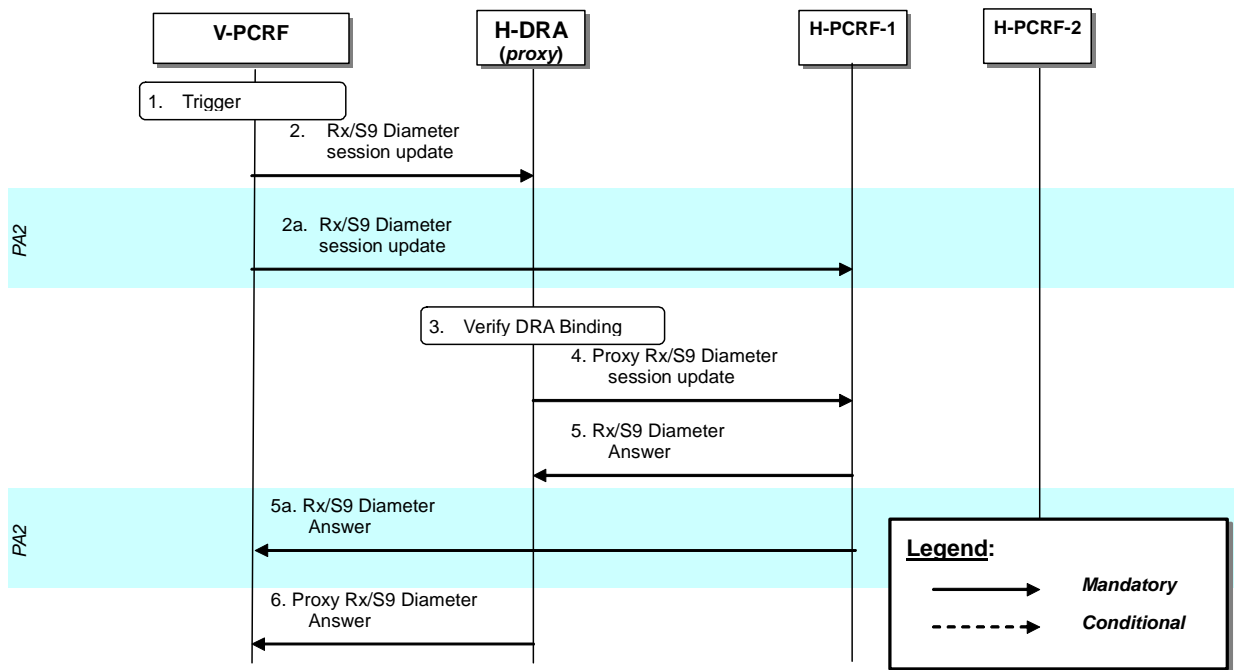 V-PCRF
H-DRA
(proxy)
H-PCRF-1
H-PCRF-2
1. Trigger
2. Rx/S9 Diameter
session update
PA2
2a. Rx/S9 Diameter
session update
3. Verify DRA Binding
4. Proxy Rx/S9 Diameter
session update
5. Rx/S9 Diameter
Answer
PA2
5a. Rx/S9 Diameter
Answer
6. Proxy Rx/S9 Diameter
Answer
Legend:
Mandatory
Conditional